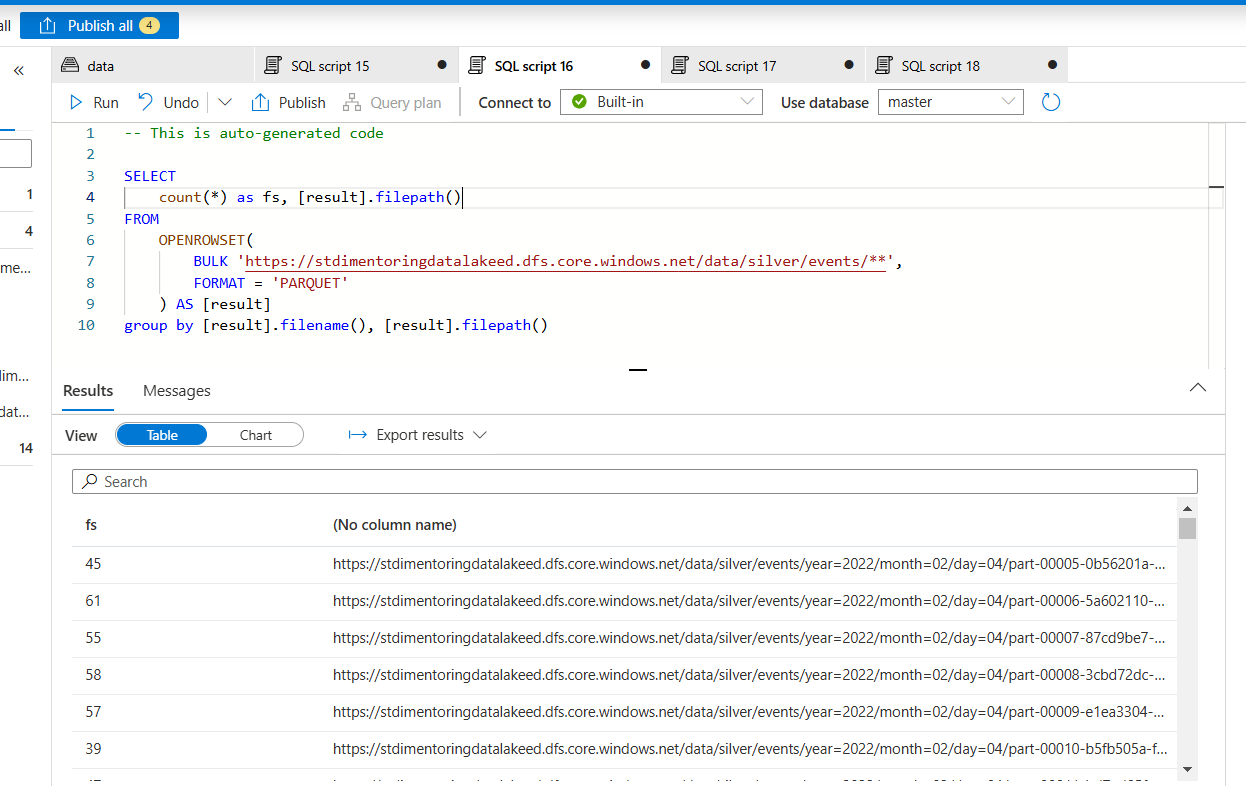 all
Publish all 4
data
SQL script 15
SQL script 16
SQL script 17
SQL script 18
Run Undo Publish Query plan Connect to Built-in Use database master
1 -- This is auto-generated code
2
3 SELECT
4 count(*) as fs, [result].filepath()
5 FROM
6 OPENROWSET(
7 BULK 'https://stdimentoringdatalakeed.dfs.core.windows.net/data/silver/events/**',
8 FORMAT = 'PARQUET'
9 ) AS [result]
10 group by [result].filename(), [result].filepath()
1
4
me...
lim...
dat...
14
Results Messages
View Table Chart Export results
Search
fs (No column name)
45 https://stdimentoringdatalakeed.dfs.core.windows.net/data/silver/events/year=2022/month=02/day=04/part-00005-0b56201a-...
61 https://stdimentoringdatalakeed.dfs.core.windows.net/data/silver/events/year=2022/month=02/day=04/part-00006-5a602110-...
55 https://stdimentoringdatalakeed.dfs.core.windows.net/data/silver/events/year=2022/month=02/day=04/part-00007-87cd9be7-...
58 https://stdimentoringdatalakeed.dfs.core.windows.net/data/silver/events/year=2022/month=02/day=04/part-00008-3cbd72dc-...
57 https://stdimentoringdatalakeed.dfs.core.windows.net/data/silver/events/year=2022/month=02/day=04/part-00009-e1ea3304-...
39 https://stdimentoringdatalakeed.dfs.core.windows.net/data/silver/events/year=2022/month=02/day=04/part-00010-b5fb505a-f...